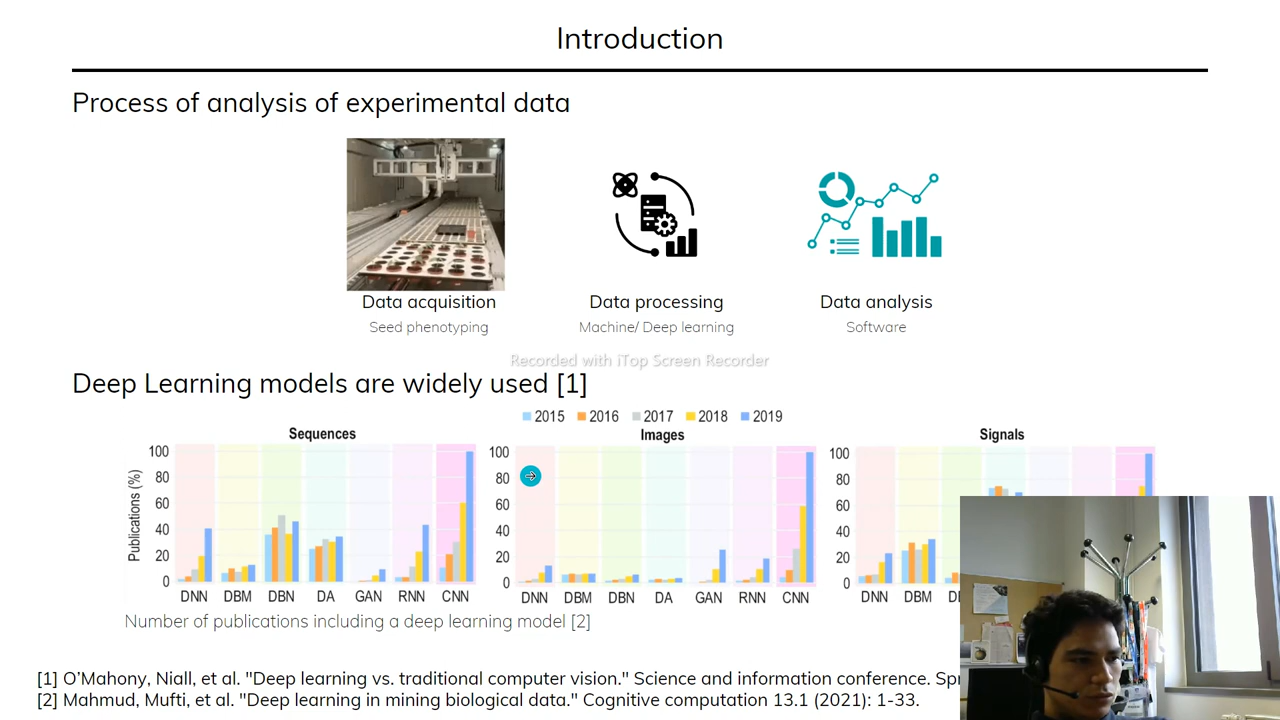 Introduction
Process of analysis of experimental data
Data acquisition
Data processing
Data analysis
Seed phenotyping
Machine/ Deep learning
Software
Recorded with iTop Screen Recorder
Deep Learning models are widely used [1]
2015 2016 2017 2018 2019
Sequences
Images
Signals
Publications (%)
100
80
60
40
20
0
DNN DBM DBN DA GAN RNN CNN
100
80
60
40
20
0
DNN DBM DBN DA GAN RNN CNN
100
80
60
40
20
0
DNN DBM
Number of publications including a deep learning model [2]
[1] O'Mahony, Niall, et al. "Deep learning vs. traditional computer vision." Science and information conference.
[2] Mahmud, Mufti, et al. "Deep learning in mining biological data." Cognitive computation 13.1 (2021): 1-33.